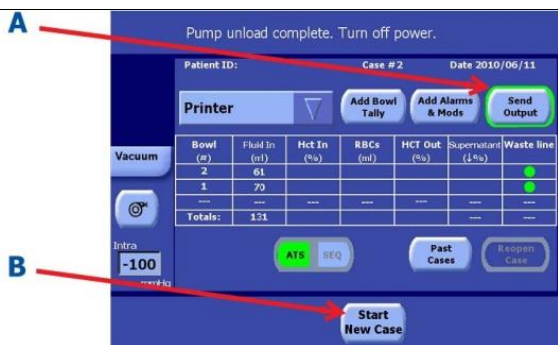 A
Pump unload complete. Turn off power.
Patient ID: Case #2 Date 2010/06/11
Printer Add Bowl Tally Add Alarms & Mods Send Output
Vacuum
Bowl (#) Fluid In (ml) Hct In (%) RBCs (ml) HCT Out (%) Supernatant (↓%) Waste line
2 61
1 70
--- --- --- --- --- --- ---
Totals: 131 --- ---
Intra
-100
mmHg
ATS SEQ
Past Cases
Reopen Case
B
Start New Case